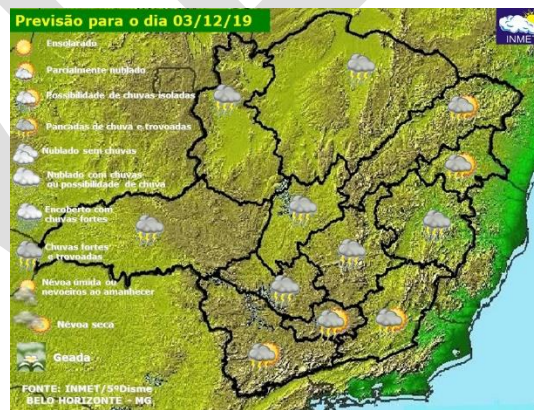 Previsão para o dia 03/12/19
INMET
Ensolarado
Parcialmente nublado
Possibilidade de chuvas isoladas
Pancadas de chuva e trovoadas
Nublado sem chuvas
Nublado com chuvas
ou possibilidade de chuva
Encoberto com
chuvas fortes
Chuvas fortes
e trovoadas
Névoa úmida ou
nevoeiros ao amanhecer
Névoa seca
Geada
FONTE: INMET/5ºDisme
BELO HORIZONTE - MG